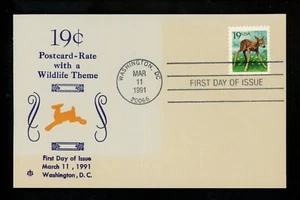 19¢
Postcard-Rate
with a
Wildlife Theme
First Day of Issue
March 11, 1991
Washington, D.C.
WASHINGTON, DC
MAR
11
1991
20066
FIRST DAY OF ISSUE
19 USA